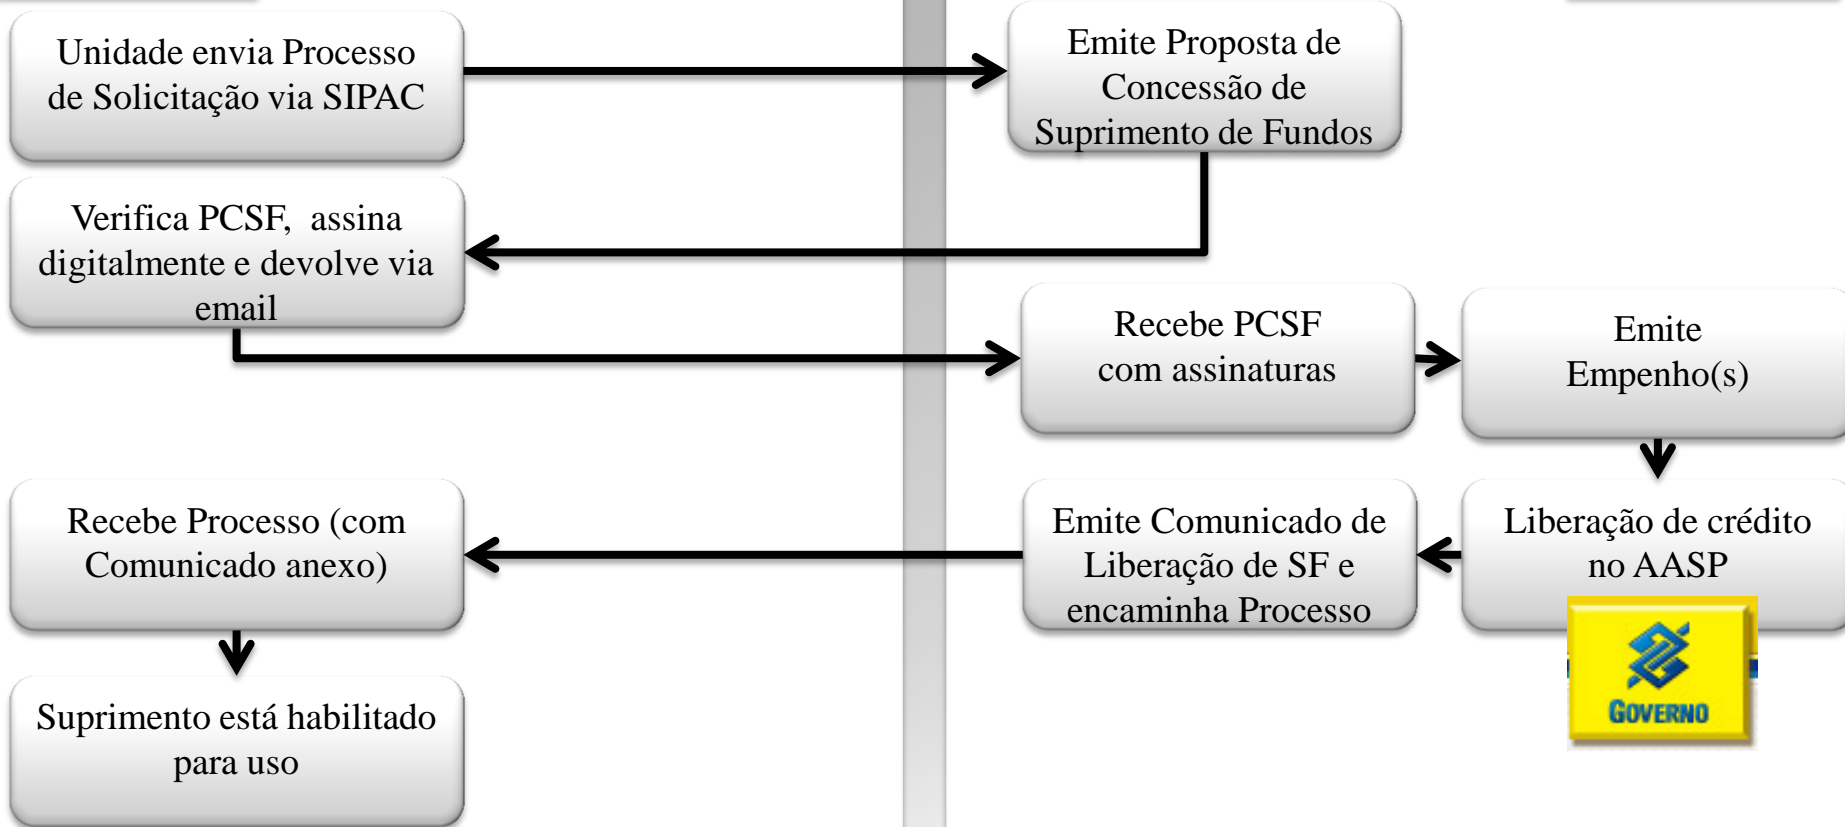 Unidade envia Processo
de Solicitação via SIPAC
Emite Proposta de
Concessão de
Suprimento de Fundos
Verifica PCSF,  assina
digitalmente e devolve via
email
Recebe PCSF
com assinaturas
Emite
Empenho(s)
Liberação de crédito
no AASP
GOVERNO
Emite Comunicado de
Liberação de SF e
encaminha Processo
Recebe Processo (com
Comunicado anexo)
Suprimento está habilitado
para uso